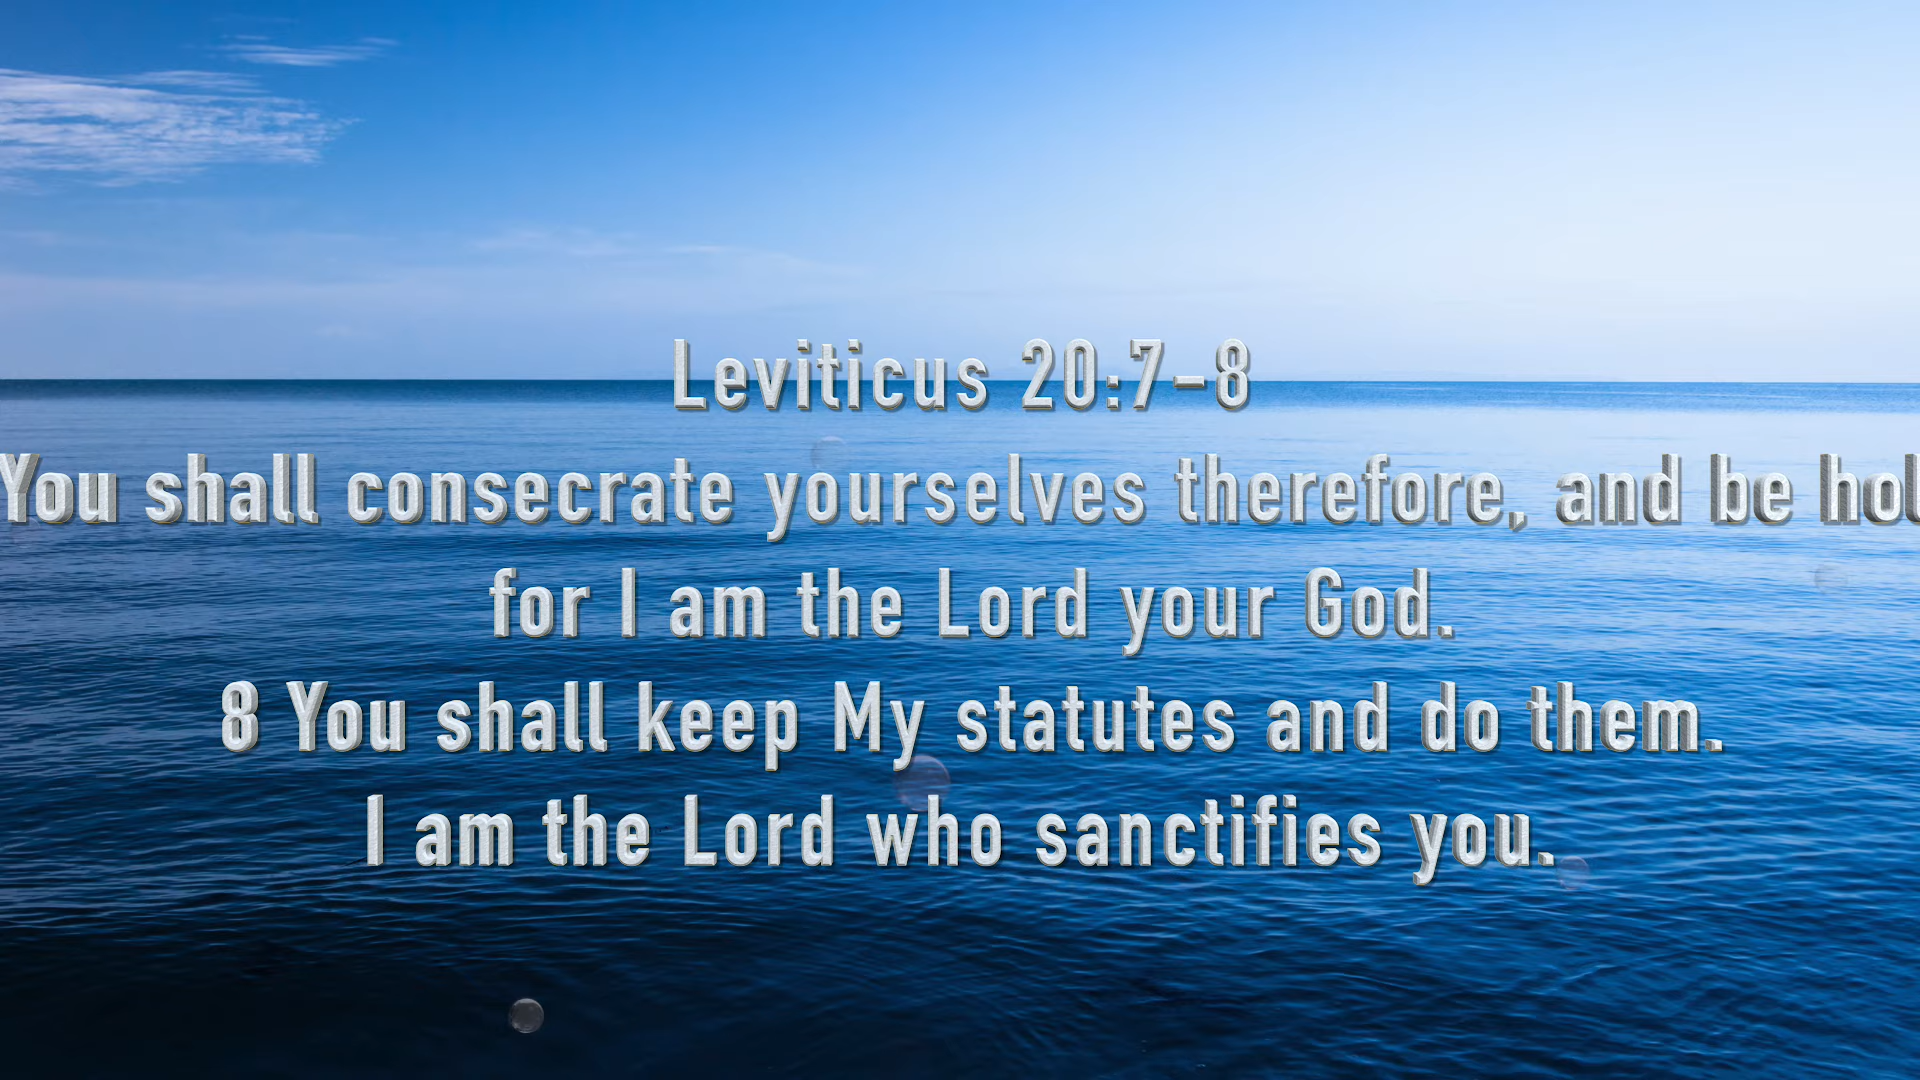 Leviticus 20:7–8
You shall consecrate yourselves therefore, and be hol
for I am the Lord your God.
8 You shall keep My statutes and do them.
I am the Lord who sanctifies you.